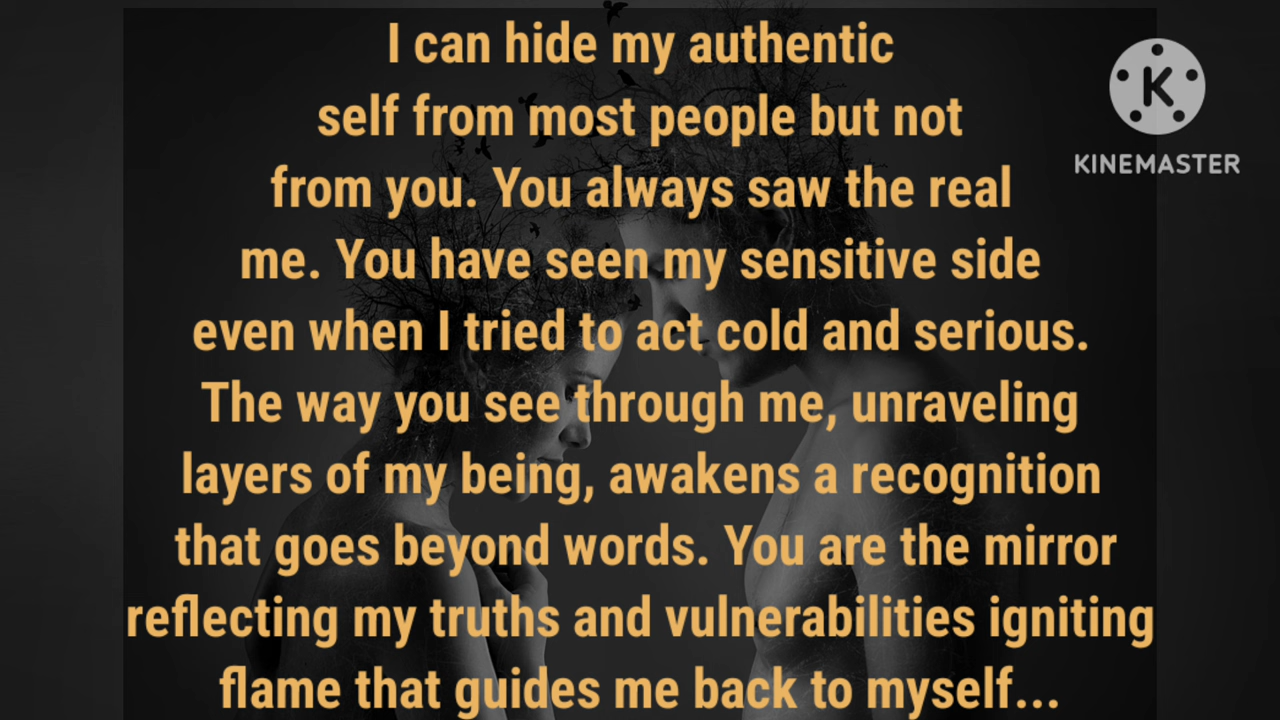 I can hide my authentic
self from most people but not
from you. You always saw the real
me. You have seen my sensitive side
even when I tried to act cold and serious.
The way you see through me, unraveling
layers of my being, awakens a recognition
that goes beyond words. You are the mirror
reflecting my truths and vulnerabilities igniting
flame that guides me back to myself...
K
KINEMASTER